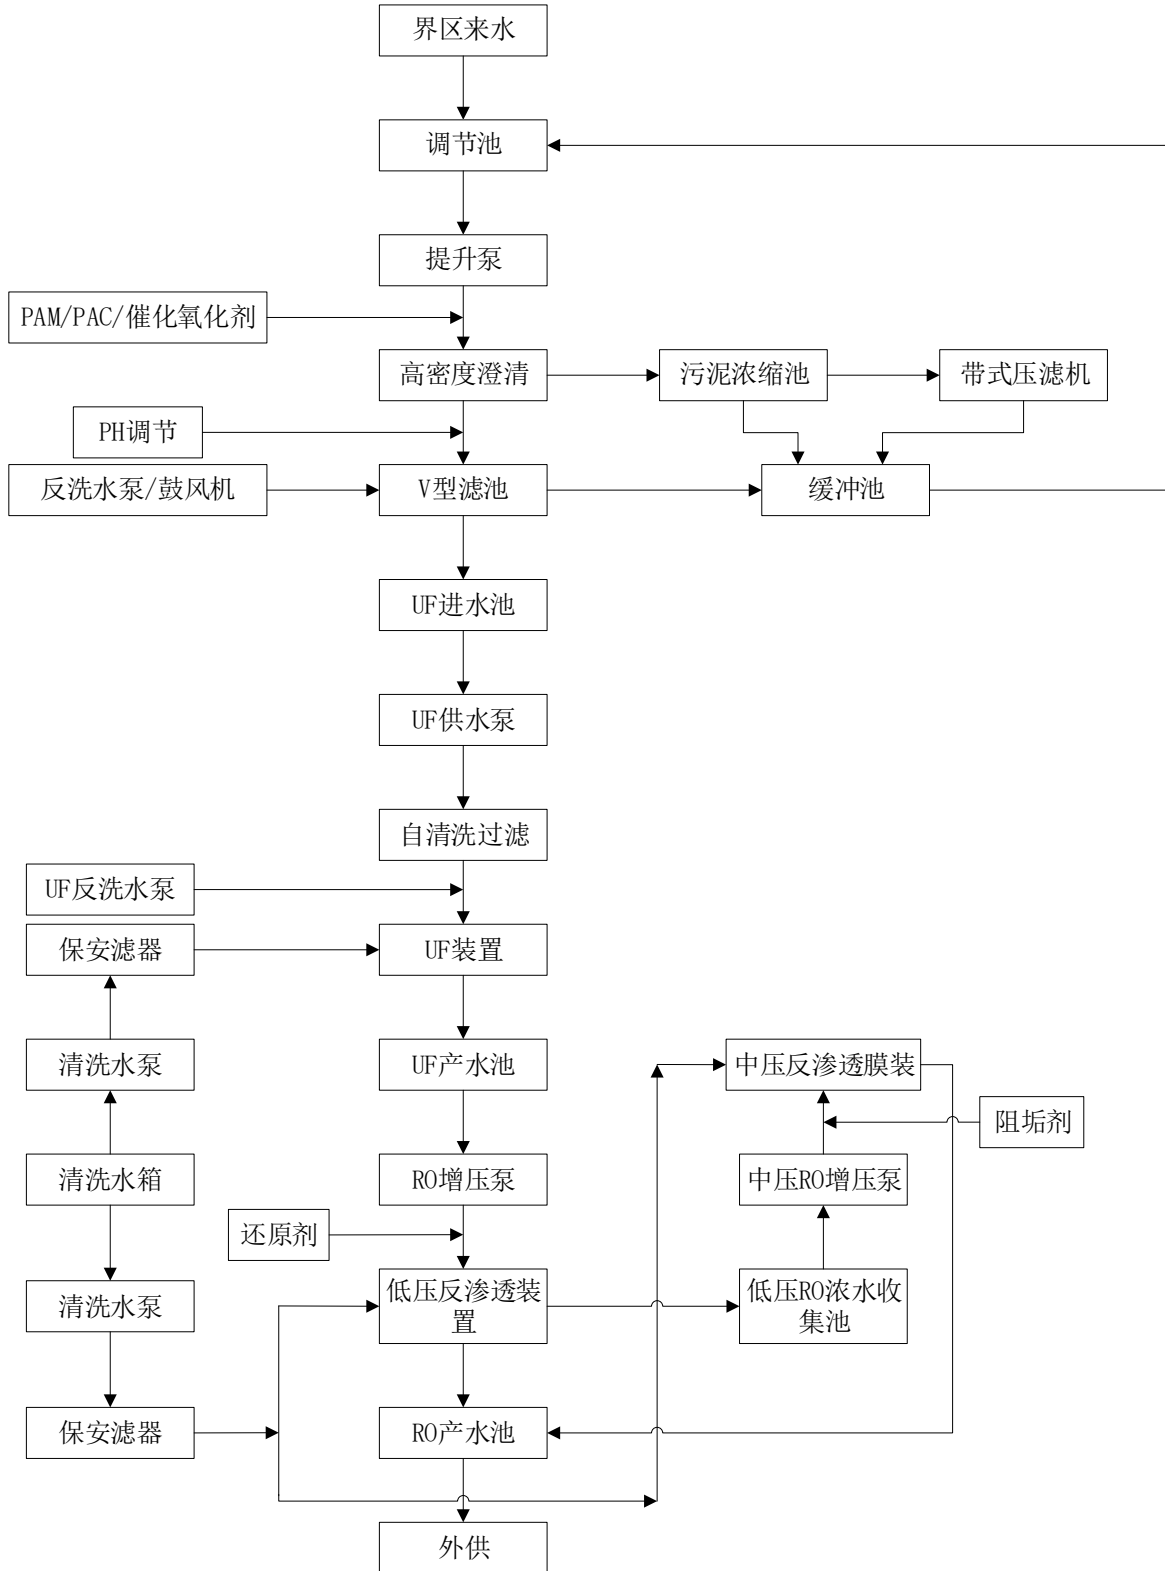 界区来水
调节池
提升泵
PAM/PAC/催化氧化剂
高密度澄清
污泥浓缩池
带式压滤机
PH调节
反洗水泵/鼓风机
V型滤池
缓冲池
UF进水池
UF供水泵
自清洗过滤
UF反洗水泵
保安滤器
UF装置
清洗水泵
UF产水池
中压反渗透膜装
阻垢剂
清洗水箱
RO增压泵
中压RO增压泵
还原剂
清洗水泵
低压反渗透装
置
低压RO浓水收
集池
保安滤器
RO产水池
外供